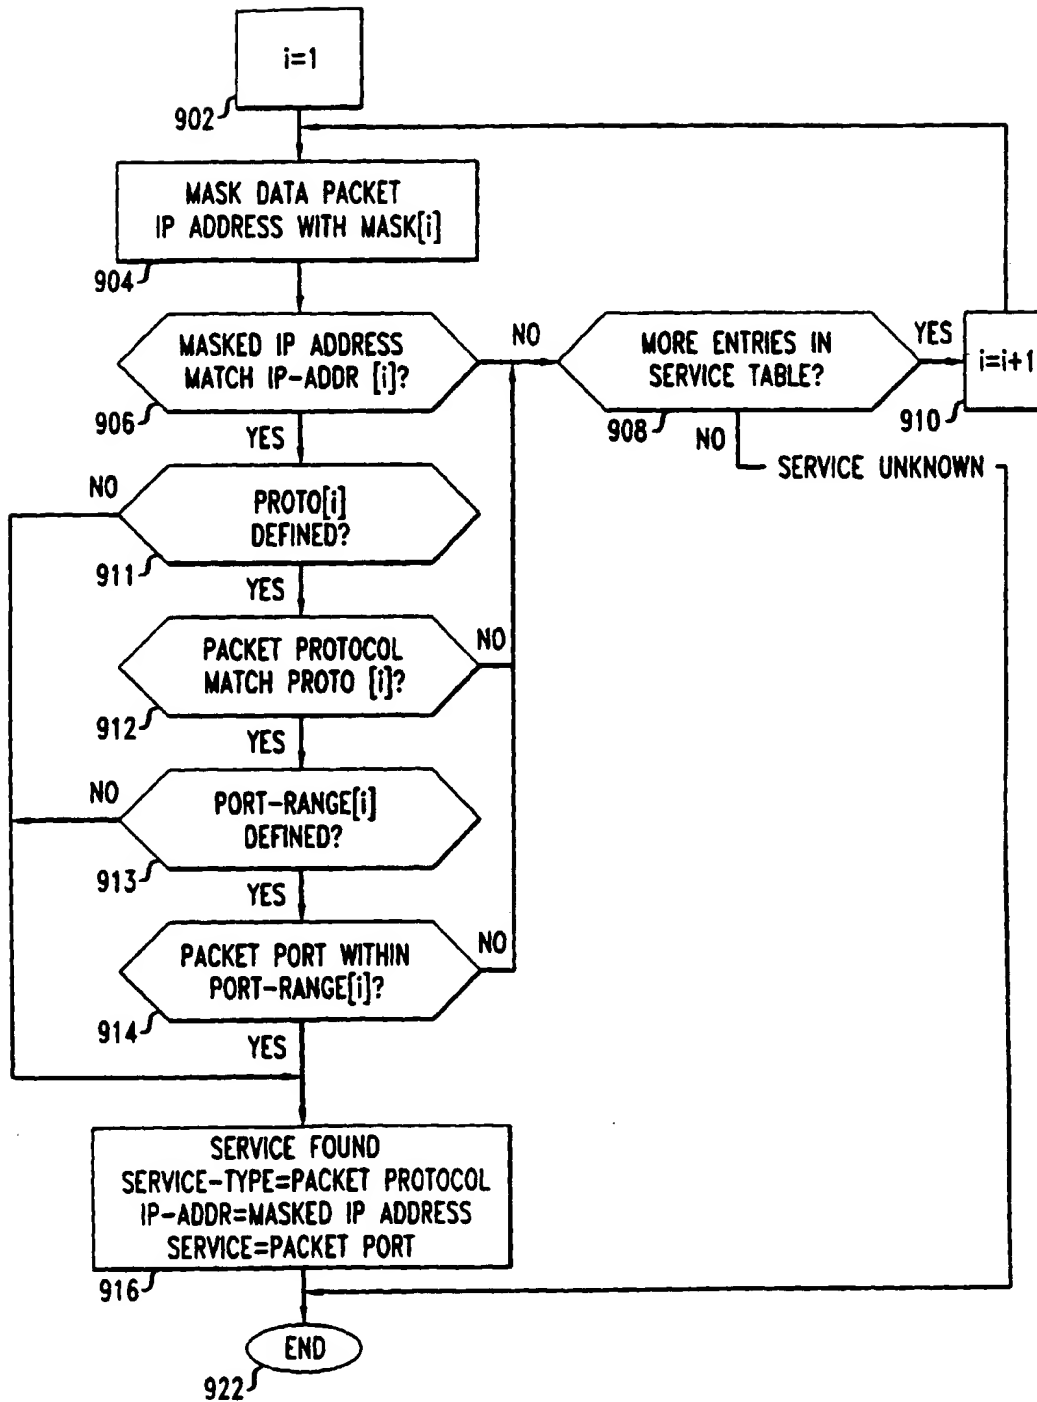 i=1
902
MASK DATA PACKET
IP ADDRESS WITH MASK[i]
904
MASKED IP ADDRESS
MATCH IP-ADDR [i]?
906
NO
MORE ENTRIES IN
SERVICE TABLE?
908
YES
i=i+1
910
NO
SERVICE UNKNOWN
YES
NO
PROTO[i]
DEFINED?
911
YES
PACKET PROTOCOL
MATCH PROTO [i]?
912
NO
YES
NO
PORT-RANGE[i]
DEFINED?
913
YES
PACKET PORT WITHIN
PORT-RANGE[i]?
914
NO
YES
SERVICE FOUND
SERVICE-TYPE=PACKET PROTOCOL
IP-ADDR=MASKED IP ADDRESS
SERVICE=PACKET PORT
916
END
922